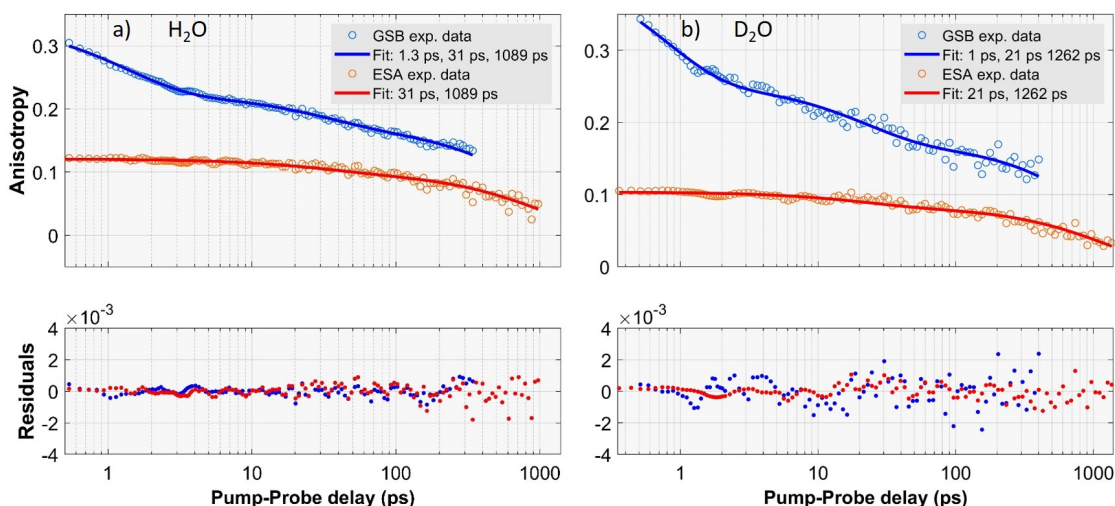 a) H₂O
GSB exp. data
Fit: 1.3 ps, 31 ps, 1089 ps
ESA exp. data
Fit: 31 ps, 1089 ps
Anisotropy
0.3
0.2
0.1
0
b) D₂O
GSB exp. data
Fit: 1 ps, 21 ps 1262 ps
ESA exp. data
Fit: 21 ps, 1262 ps
0.3
0.2
0.1
0
×10⁻³
Residuals
4
2
0
-2
-4
1 10 100 1000
Pump-Probe delay (ps)
×10⁻³
4
2
0
-2
-4
1 10 100 1000
Pump-Probe delay (ps)